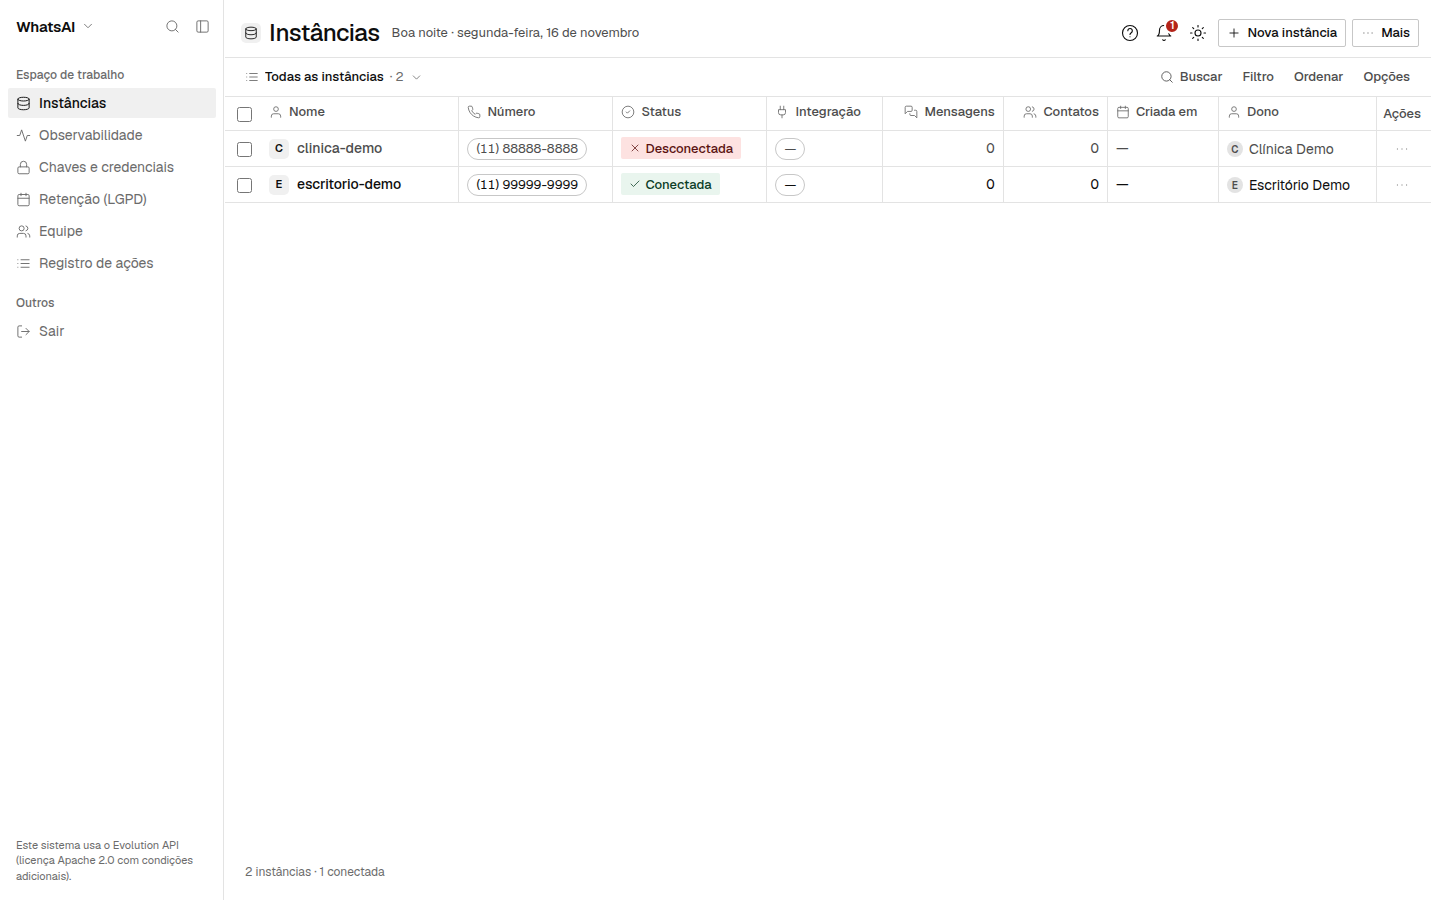 WhatsAI
Espaço de trabalho
Instâncias
Observabilidade
Chaves e credenciais
Retenção (LGPD)
Equipe
Registro de ações
Outros
Sair
Este sistema usa o Evolution API
(licença Apache 2.0 com condições
adicionais).
Instâncias Boa noite · segunda-feira, 16 de novembro
1 Nova instância ··· Mais
Todas as instâncias · 2 Buscar Filtro Ordenar Opções
Nome Número Status Integração Mensagens Contatos Criada em Dono Ações
C clinica-demo (11) 88888-8888 Desconectada — 0 0 — C Clínica Demo ···
E escritorio-demo (11) 99999-9999 Conectada — 0 0 — E Escritório Demo ···
2 instâncias · 1 conectada